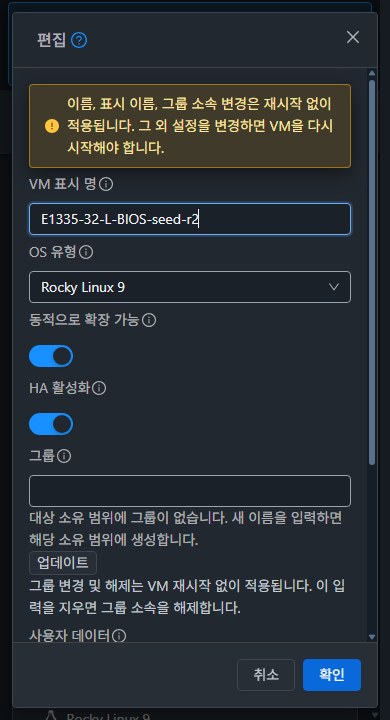 편집
이름, 표시 이름, 그룹 소속 변경은 재시작 없이
적용됩니다. 그 외 설정을 변경하면 VM을 다시
시작해야 합니다.
VM 표시 명
E1335-32-L-BIOS-seed-r2
OS 유형
Rocky Linux 9
동적으로 확장 가능
HA 활성화
그룹
대상 소유 범위에 그룹이 없습니다. 새 이름을 입력하면
해당 소유 범위에 생성합니다.
업데이트
그룹 변경 및 해제는 VM 재시작 없이 적용됩니다. 이 입
력을 지우면 그룹 소속을 해제합니다.
사용자 데이터
취소
확인
Rocky Linux 9